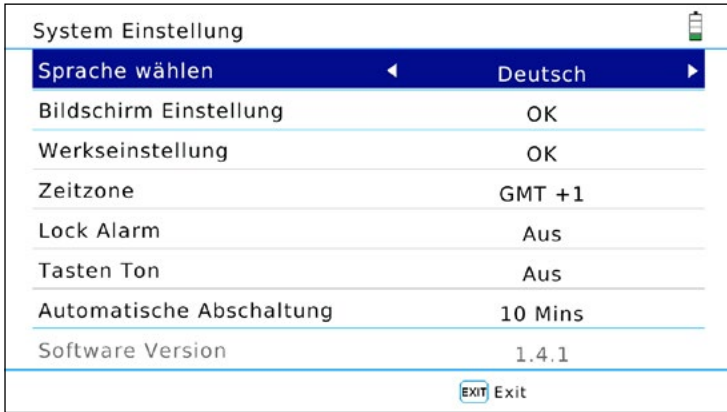 System Einstellung
Sprache wählen Deutsch
Bildschirm Einstellung OK
Werkseinstellung OK
Zeitzone GMT +1
Lock Alarm Aus
Tasten Ton Aus
Automatische Abschaltung 10 Mins
Software Version 1.4.1
EXIT Exit